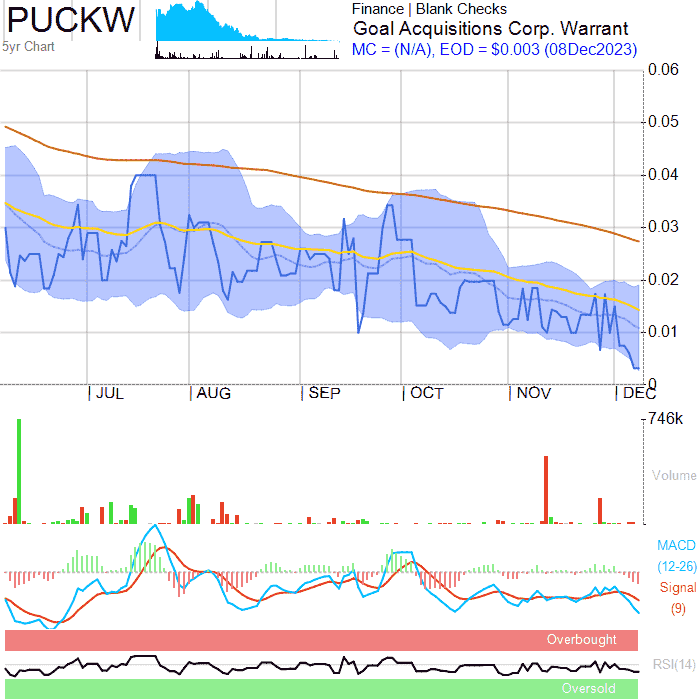 PUCKW
5yr Chart
Finance | Blank Checks
Goal Acquisitions Corp. Warrant
MC = (N/A), EOD = $0.003 (08Dec2023)
0.06
0.05
0.04
0.03
0.02
0.01
0
JUL AUG SEP OCT NOV DEC
746k
Volume
MACD
(12-26)
Signal
(9)
Overbought
RSI(14)
Oversold